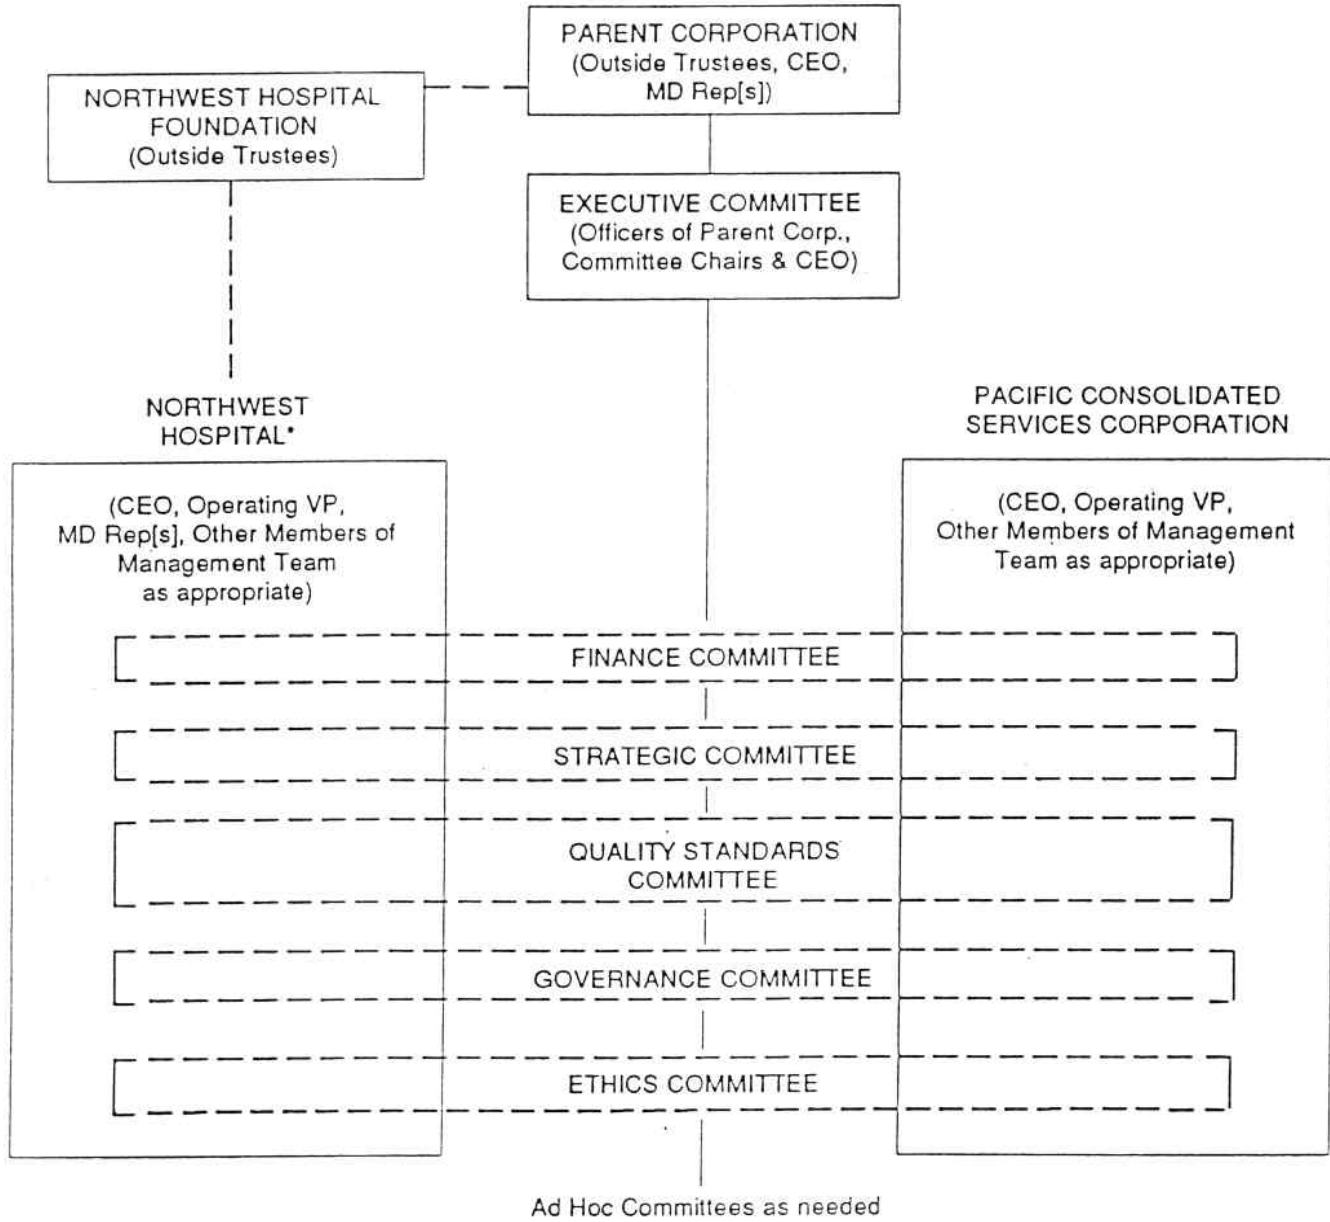 PARENT CORPORATION
(Outside Trustees, CEO,
MD Rep[s])
NORTHWEST HOSPITAL
FOUNDATION
(Outside Trustees)
EXECUTIVE COMMITTEE
(Officers of Parent Corp.,
Committee Chairs & CEO)
NORTHWEST
HOSPITAL*
(CEO, Operating VP,
MD Rep[s], Other Members of
Management Team
as appropriate)
PACIFIC CONSOLIDATED
SERVICES CORPORATION
(CEO, Operating VP,
Other Members of Management
Team as appropriate)
FINANCE COMMITTEE
STRATEGIC COMMITTEE
QUALITY STANDARDS
COMMITTEE
GOVERNANCE COMMITTEE
ETHICS COMMITTEE
Ad Hoc Committees as needed